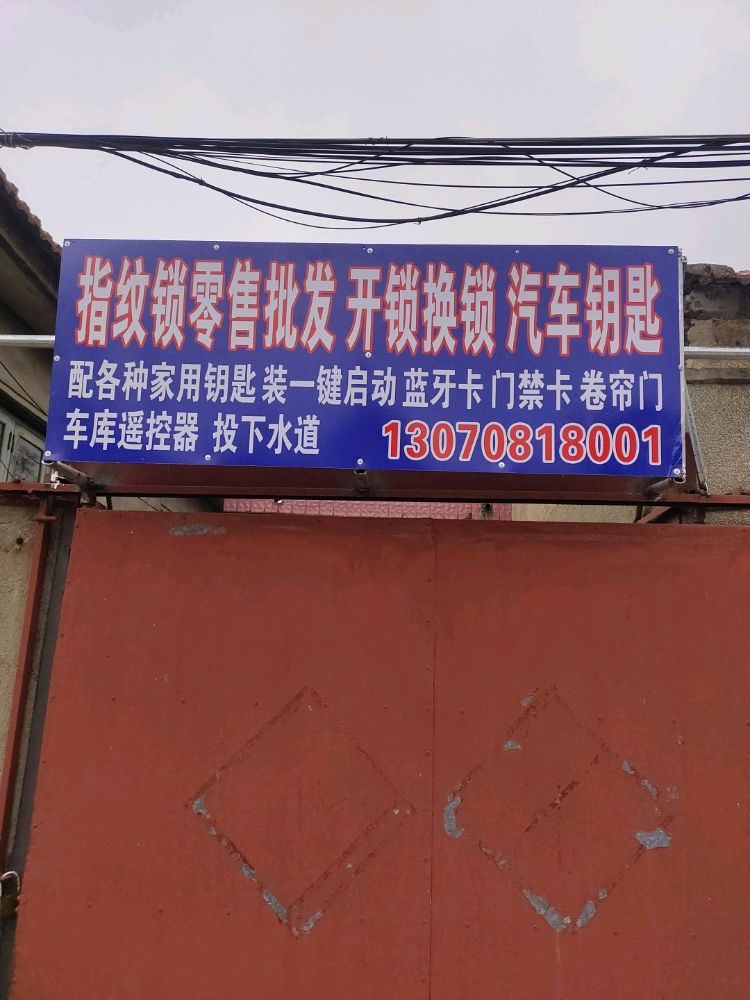 指纹锁零售批发 开锁换锁 汽车钥匙
配各种家用钥匙 装一键启动 蓝牙卡 门禁卡 卷帘门
车库遥控器 投下水道 13070818001